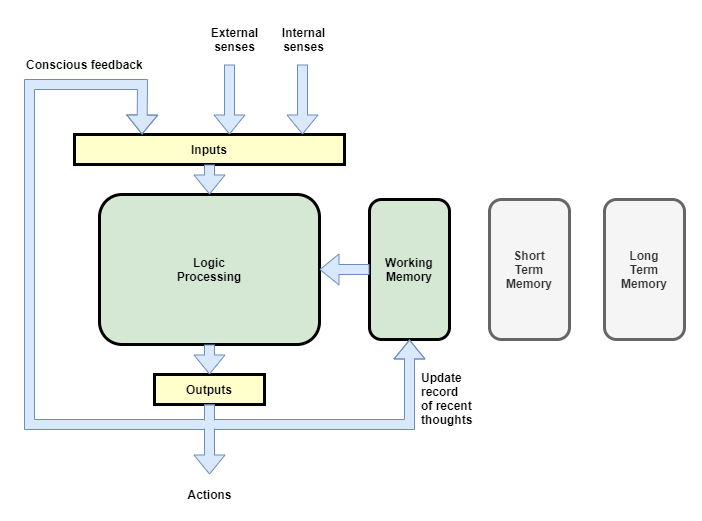 External
senses
Internal
senses
Conscious feedback
Inputs
Logic
Processing
Working
Memory
Short
Term
Memory
Long
Term
Memory
Outputs
Update
record
of recent
thoughts
Actions